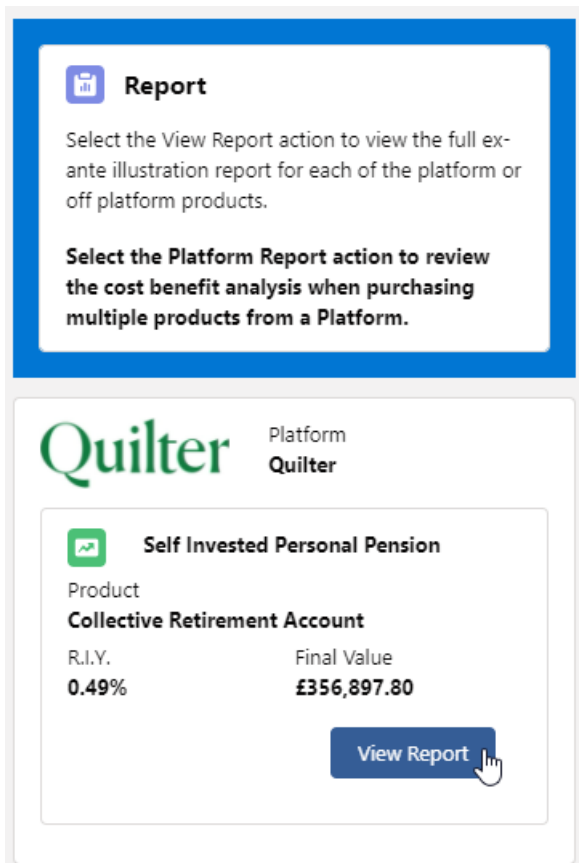 Report
Select the View Report action to view the full ex-
ante illustration report for each of the platform or
off platform products.
Select the Platform Report action to review
the cost benefit analysis when purchasing
multiple products from a Platform.
Quilter
Platform
Quilter
Self Invested Personal Pension
Product
Collective Retirement Account
R.I.Y. Final Value
0.49% £356,897.80
View Report